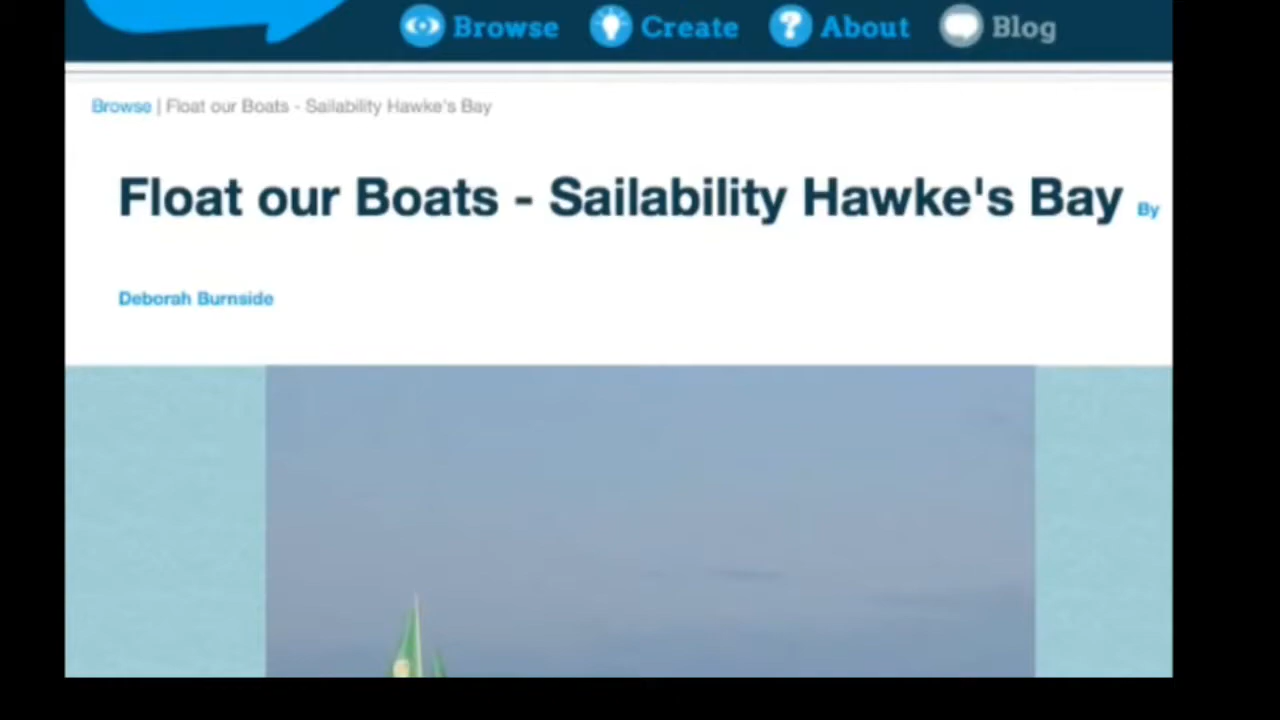 Browse Create About Blog
Browse | Float our Boats - Sailability Hawke's Bay
Float our Boats - Sailability Hawke's Bay By
Deborah Burnside